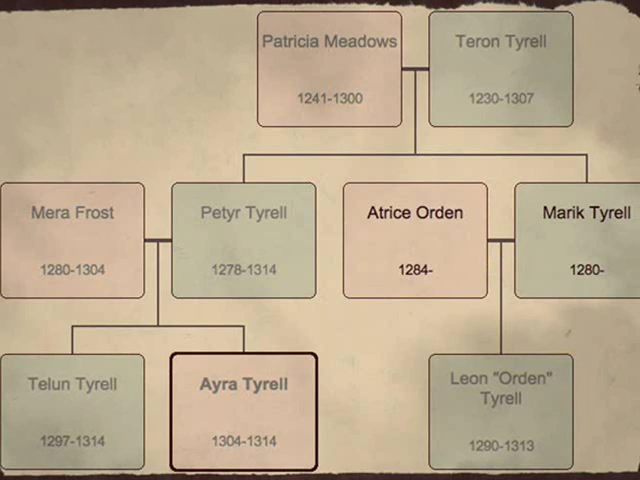 Patricia Meadows
Teron Tyrell
1241-1300
1230-1307
Mera Frost
Petyr Tyrell
Atrice Orden
Marik Tyrell
1280-1304
1278-1314
1284-
1280-
Telun Tyrell
Ayra Tyrell
Leon "Orden"
Tyrell
1297-1314
1304-1314
1290-1313